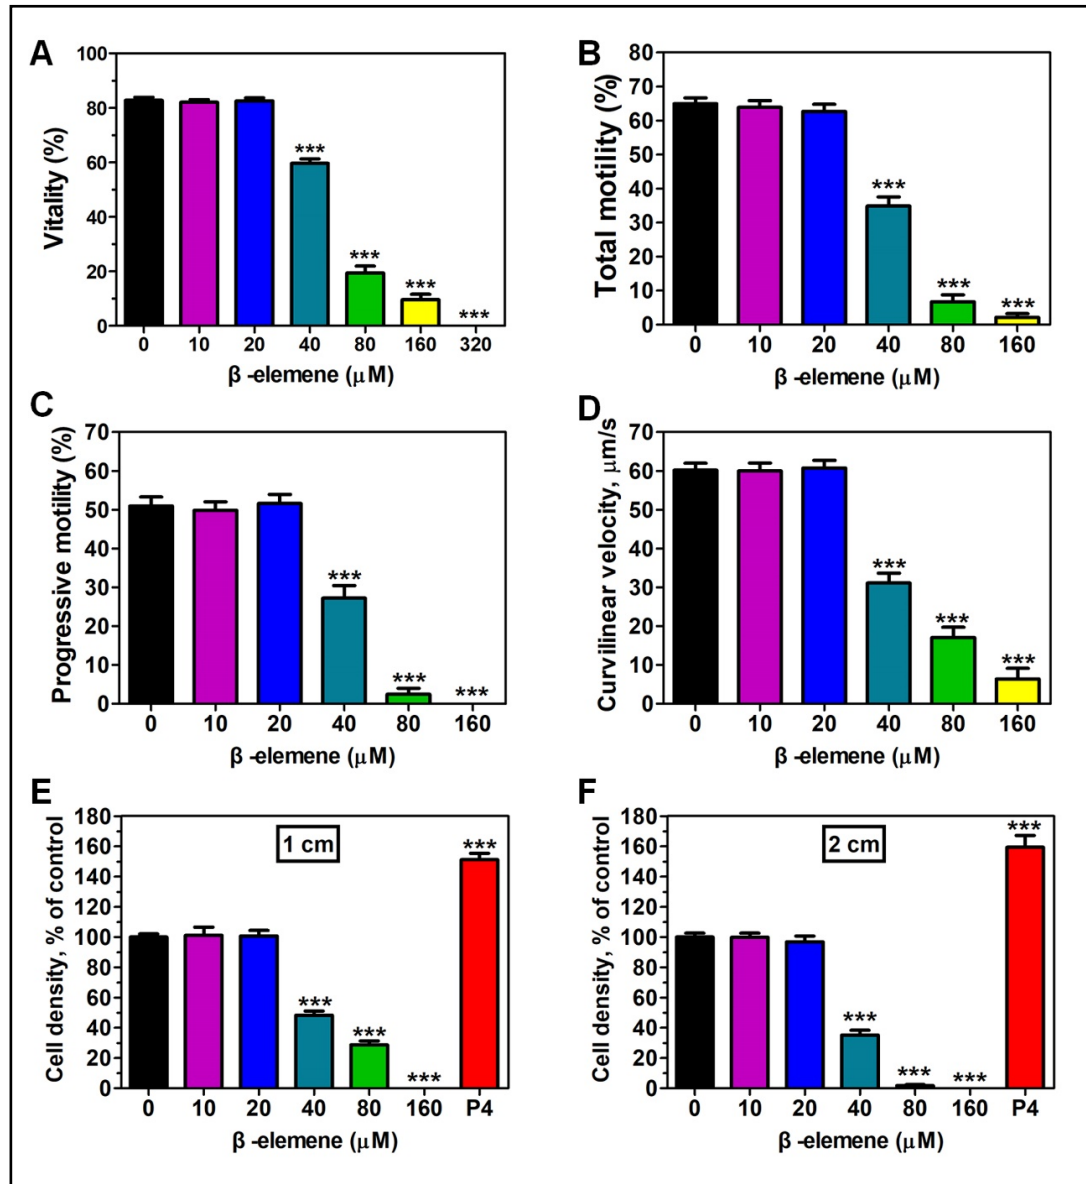 A
Vitality (%)
100
80
60
40
20
0
***
***
***
***
0 10 20 40 80 160 320
β -elemene (μM)
B
Total motility (%)
80
70
60
50
40
30
20
10
0
***
***
***
0 10 20 40 80 160
β -elemene (μM)
C
Progressive motility (%)
70
60
50
40
30
20
10
0
***
***
***
0 10 20 40 80 160
β -elemene (μM)
D
Curvilinear velocity, μm/s
70
60
50
40
30
20
10
0
***
***
***
0 10 20 40 80 160
β -elemene (μM)
E
Cell density, % of control
180
160
140
120
100
80
60
40
20
0
1 cm
***
***
***
***
0 10 20 40 80 160 P4
β -elemene (μM)
F
Cell density, % of control
180
160
140
120
100
80
60
40
20
0
2 cm
***
***
***
***
0 10 20 40 80 160 P4
β -elemene (μM)